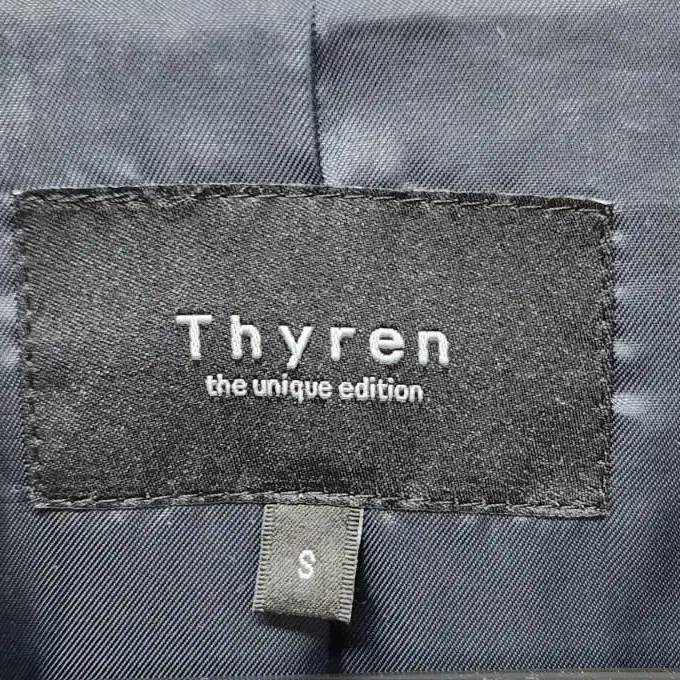 Thyren
the unique edition
S